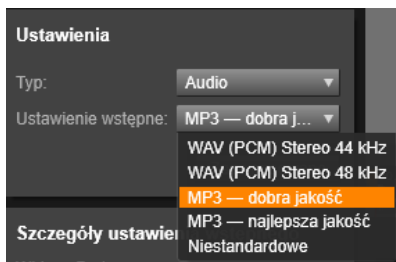 Ustawienia
Typ: Audio
Ustawienie wstępne: MP3 — dobra j...
WAV (PCM) Stereo 44 kHz
WAV (PCM) Stereo 48 kHz
MP3 — dobra jakość
MP3 — najlepsza jakość
Niestandardowe
Szczegóły ustawie